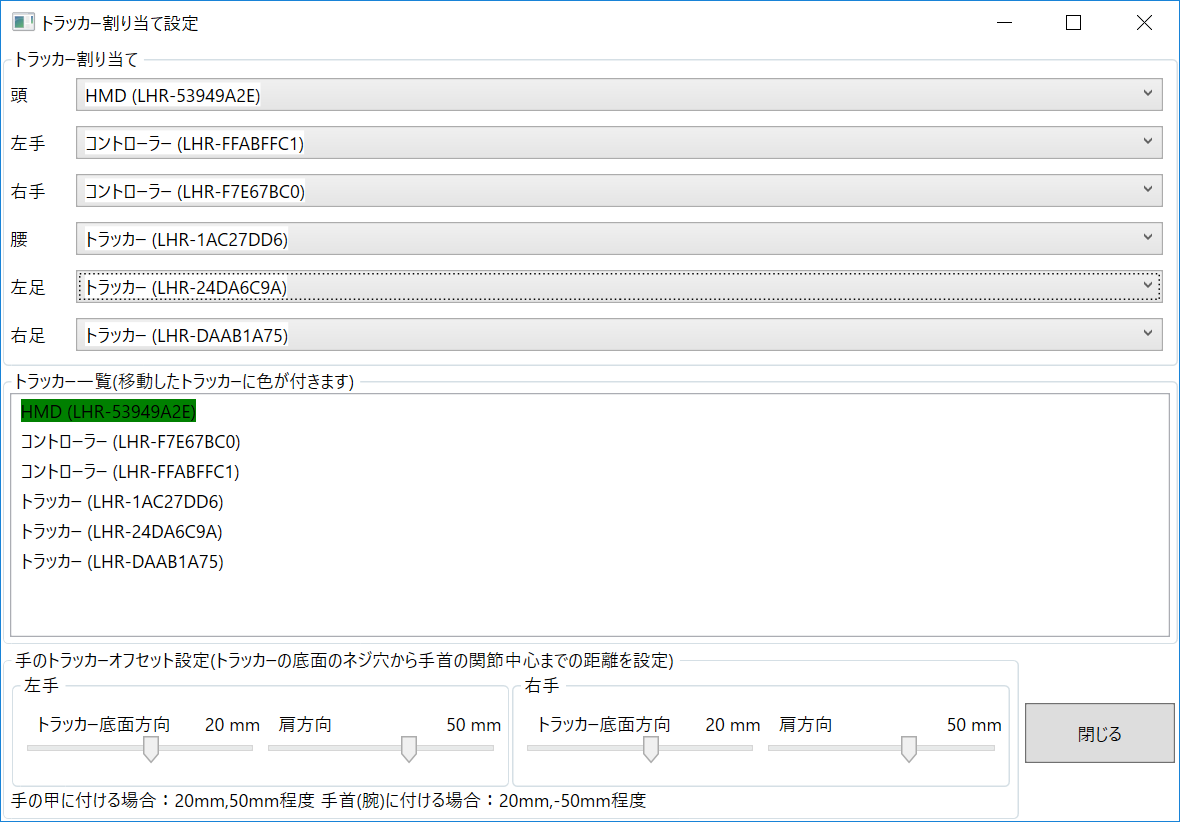 トラッカー割り当て設定
トラッカー割り当て
頭 HMD (LHR-53949A2E)
左手 コントローラー (LHR-FFABFFC1)
右手 コントローラー (LHR-F7E67BC0)
腰 トラッカー (LHR-1AC27DD6)
左足 トラッカー (LHR-24DA6C9A)
右足 トラッカー (LHR-DAAB1A75)
トラッカー一覧(移動したトラッカーに色が付きます)
HMD (LHR-53949A2E)
コントローラー (LHR-F7E67BC0)
コントローラー (LHR-FFABFFC1)
トラッカー (LHR-1AC27DD6)
トラッカー (LHR-24DA6C9A)
トラッカー (LHR-DAAB1A75)
手のトラッカーオフセット設定(トラッカーの底面のネジ穴から手首の関節中心までの距離を設定)
左手
トラッカー底面方向 20 mm 肩方向 50 mm
右手
トラッカー底面方向 20 mm 肩方向 50 mm
手の甲に付ける場合：20mm,50mm程度 手首(腕)に付ける場合：20mm,-50mm程度
閉じる